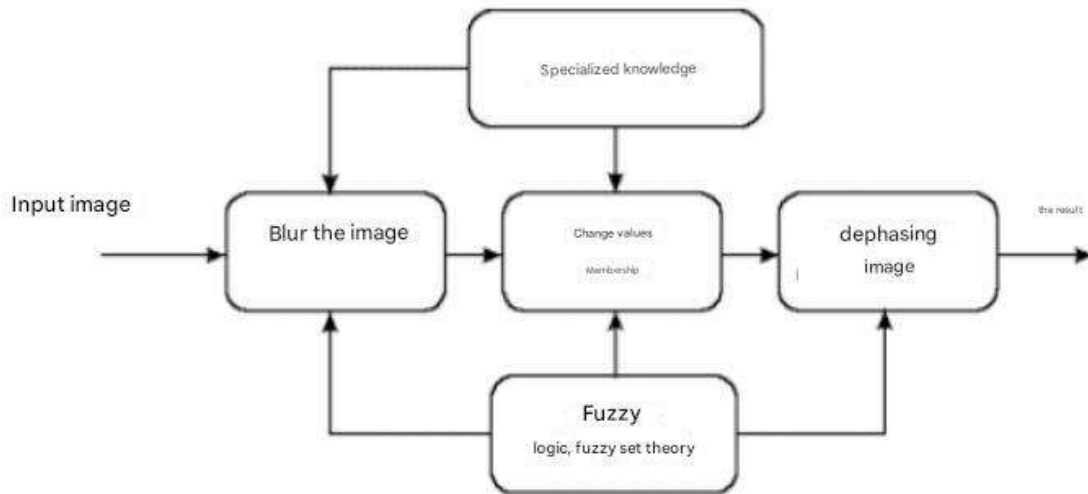 Specialized knowledge
Input image
Blur the image
Change values
Membership
dephasing
image
the result
Fuzzy
logic, fuzzy set theory